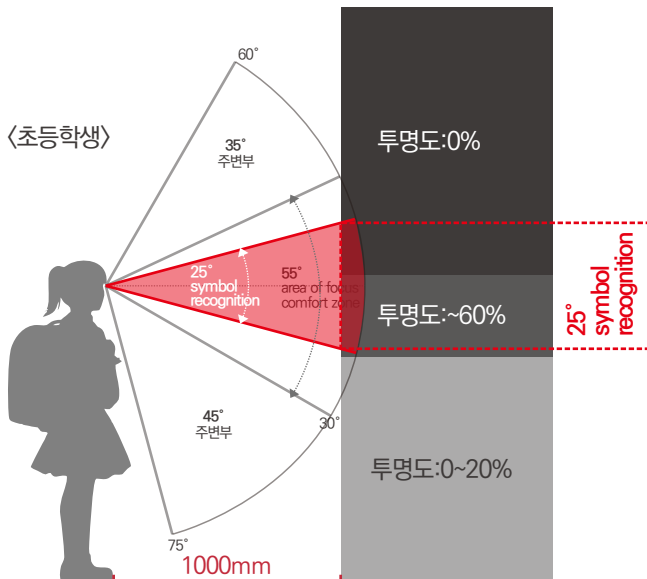 60°
〈초등학생〉
35°
주변부
투명도:0%
25°
symbol
recognition
55°
area of focus
comfort zone
투명도:~60%
25°
symbol
recognition
45°
주변부
30°
투명도:0~20%
75°
1000mm